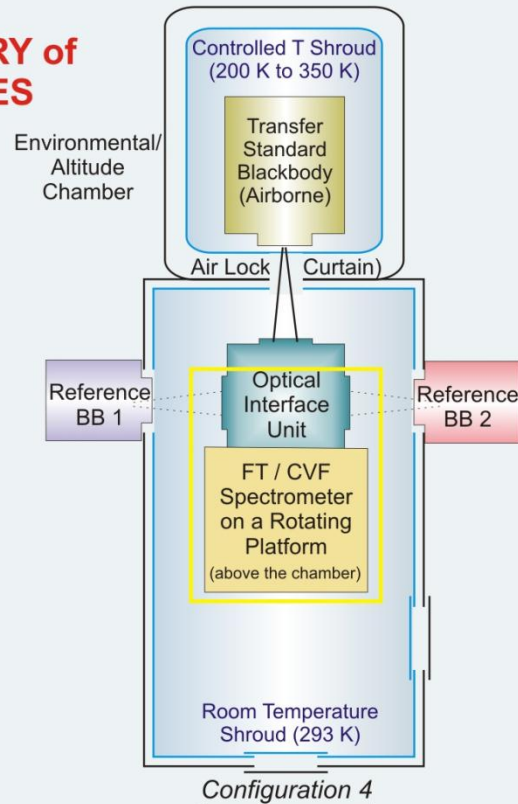 RY of
ES
Controlled T Shroud
(200 K to 350 K)
Environmental/
Altitude
Chamber
Transfer
Standard
Blackbody
(Airborne)
Air Lock Curtain)
Reference
BB 1
Optical
Interface
Unit
Reference
BB 2
FT / CVF
Spectrometer
on a Rotating
Platform
(above the chamber)
Room Temperature
Shroud (293 K)
Configuration 4